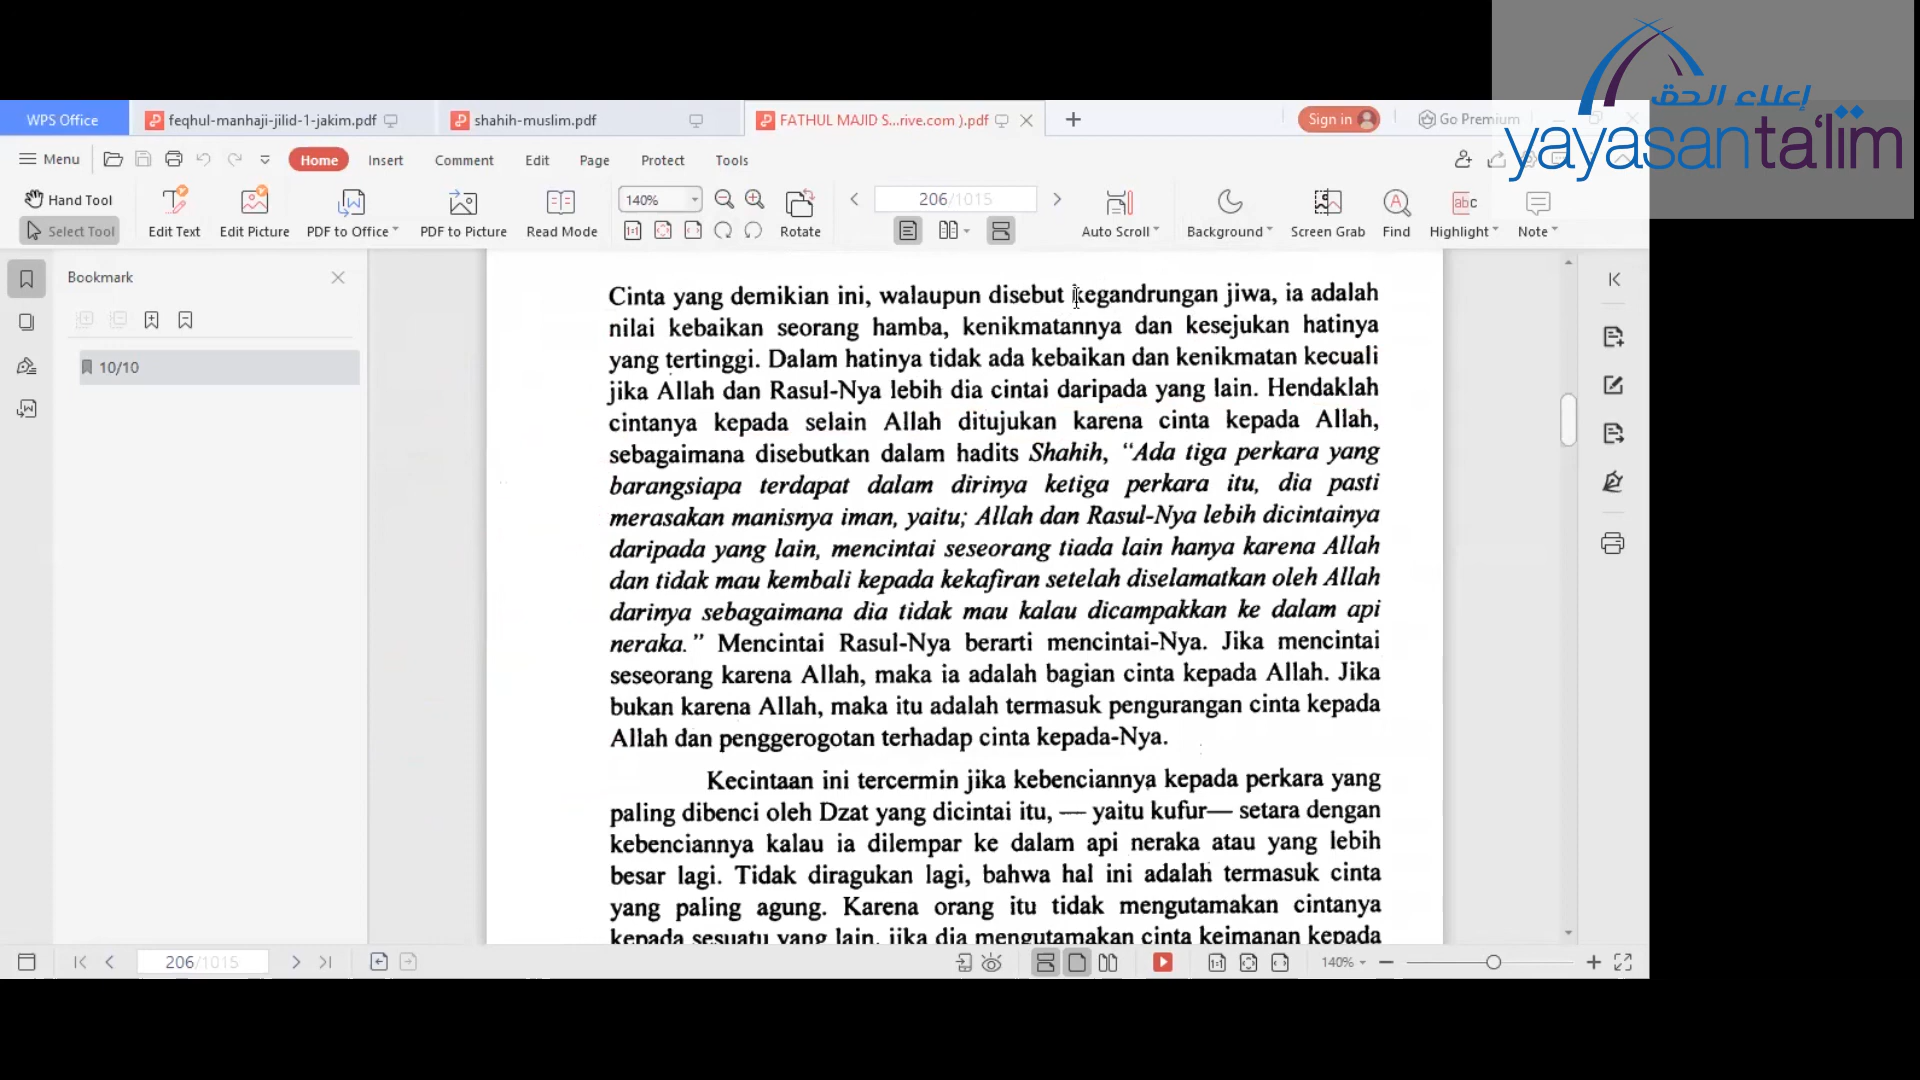 إعلاء الحق
yayasanta'lim
WPS Office
feqhul-manhaji-jilid-1-jakim.pdf
shahih-muslim.pdf
FATHUL MAJID S...rive.com ).pdf
Sign in
Go Premium
Menu
Home
Insert
Comment
Edit
Page
Protect
Tools
Hand Tool
Select Tool
Edit Text
Edit Picture
PDF to Office
PDF to Picture
Read Mode
140%
Rotate
206/1015
Auto Scroll
Background
Screen Grab
Find
Highlight
Note
Bookmark
10/10
Cinta yang demikian ini, walaupun disebut kegandrungan jiwa, ia adalah
nilai kebaikan seorang hamba, kenikmatannya dan kesejukan hatinya
yang tertinggi. Dalam hatinya tidak ada kebaikan dan kenikmatan kecuali
jika Allah dan Rasul-Nya lebih dia cintai daripada yang lain. Hendaklah
cintanya kepada selain Allah ditujukan karena cinta kepada Allah,
sebagaimana disebutkan dalam hadits Shahih, “Ada tiga perkara yang
barangsiapa terdapat dalam dirinya ketiga perkara itu, dia pasti
merasakan manisnya iman, yaitu; Allah dan Rasul-Nya lebih dicintainya
daripada yang lain, mencintai seseorang tiada lain hanya karena Allah
dan tidak mau kembali kepada kekafiran setelah diselamatkan oleh Allah
darinya sebagaimana dia tidak mau kalau dicampakkan ke dalam api
neraka.” Mencintai Rasul-Nya berarti mencintai-Nya. Jika mencintai
seseorang karena Allah, maka ia adalah bagian cinta kepada Allah. Jika
bukan karena Allah, maka itu adalah termasuk pengurangan cinta kepada
Allah dan penggerogotan terhadap cinta kepada-Nya.
Kecintaan ini tercermin jika kebenciannya kepada perkara yang
paling dibenci oleh Dzat yang dicintai itu, — yaitu kufur— setara dengan
kebenciannya kalau ia dilempar ke dalam api neraka atau yang lebih
besar lagi. Tidak diragukan lagi, bahwa hal ini adalah termasuk cinta
yang paling agung. Karena orang itu tidak mengutamakan cintanya
kepada sesuatu yang lain, jika dia mengutamakan cinta keimanan kepada
206/1015
140%